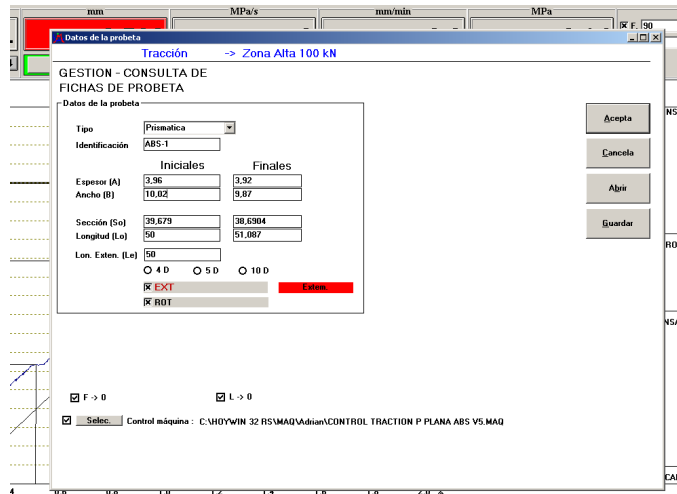 mm MPa/s mm/min MPa
F. 90
Datos de la probeta
Tracción -> Zona Alta 100 kN
GESTION - CONSULTA DE
FICHAS DE PROBETA
Datos de la probeta
Tipo Prismatica
Identificación ABS-1
Iniciales Finales
Espesor (A) 3,96 3,92
Ancho (B) 10,02 9,87
Sección (So) 39,679 38,6904
Longitud (Lo) 50 51,087
Lon. Exten. (Le) 50
4 D 5 D 10 D
EXT Extem.
ROT
Acepta
Cancela
Abrir
Guardar
F -> 0 L -> 0
Selec. Control máquina : C:\HOYWIN 32 RS\MAQ\Adrian\CONTROL TRACTION P PLANA ABS V5.MAQ